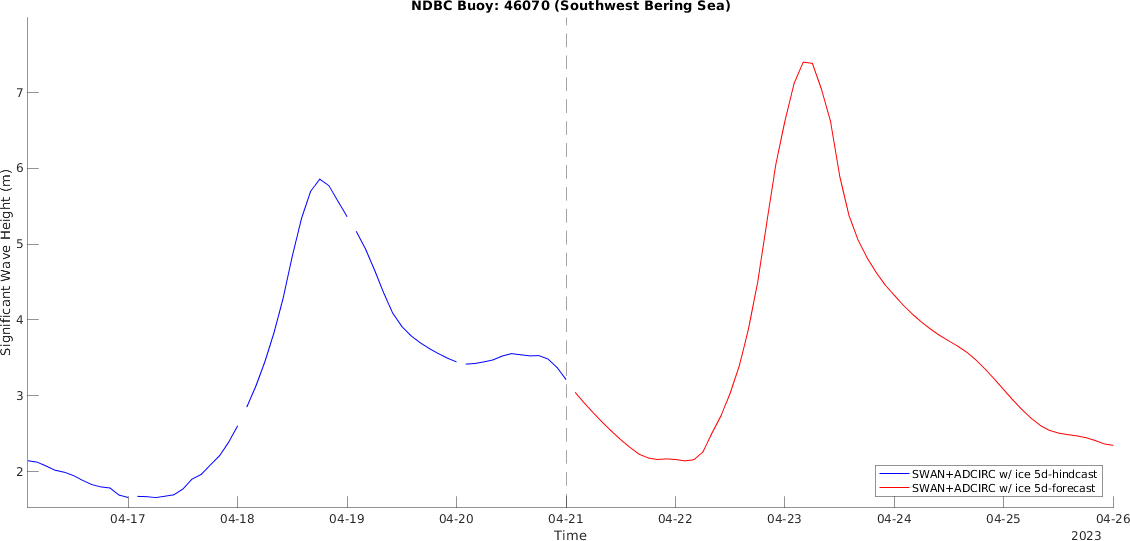 NDBC Buoy: 46070 (Southwest Bering Sea)
Significant Wave Height (m)
7
6
5
4
3
2
SWAN+ADCIRC w/ ice 5d-hindcast
SWAN+ADCIRC w/ ice 5d-forecast
04-17 04-18 04-19 04-20 04-21 04-22 04-23 04-24 04-25 04-26
Time
2023